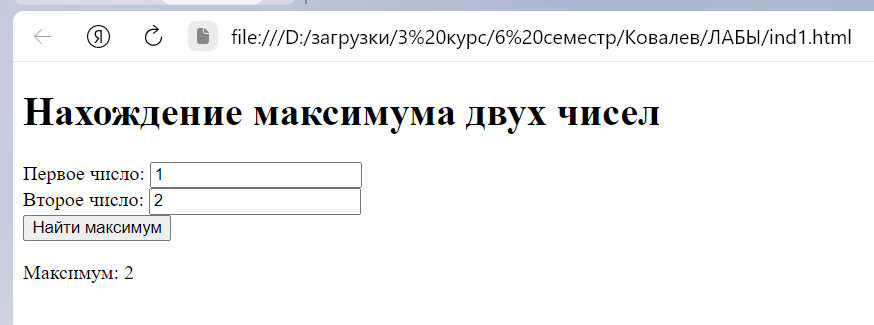 Я file:///D:/загрузки/3%20курс/6%20семестр/Ковалев/ЛАБЫ/ind1.html
Нахождение максимума двух чисел
Первое число: 1
Второе число: 2
Найти максимум
Максимум: 2